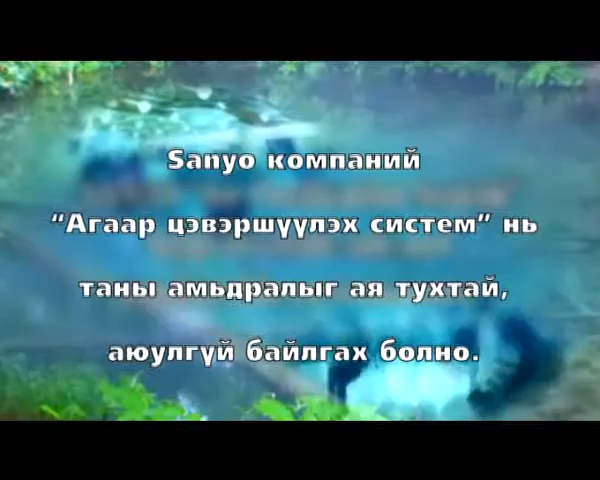 Sanyo компаний
“Агаар цэвэршүүлэх систем” нь
таны амьдралыг ая тухтай,
аюулгүй байлгах болно.